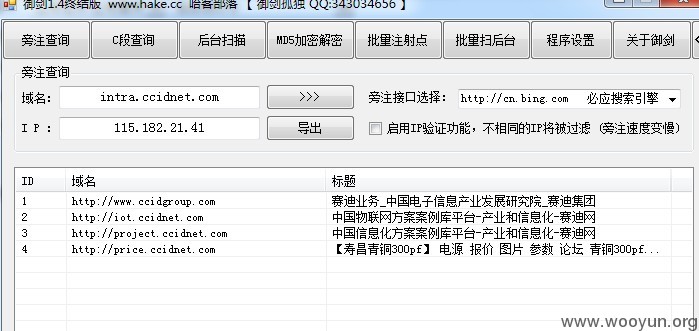 御剑1.4终结版 www.hake.cc 哈客部落【 御剑孤独 QQ:343034656 】
旁注查询 C段查询 后台扫描 MD5加密解密 批量注射点 批量扫后台 程序设置 关于御剑
旁注查询
域名: intra.ccidnet.com >>> 旁注接口选择: http://cn.bing.com 必应搜索引擎
I P : 115.182.21.41 导出 启用IP验证功能，不相同的IP将被过滤 (旁注速度变慢)
ID 域名 标题
1 http://www.ccidgroup.com 赛迪业务_中国电子信息产业发展研究院_赛迪集团
2 http://iot.ccidnet.com 中国物联网方案案例库平台-产业和信息化-赛迪网
3 http://project.ccidnet.com 中国信息化方案案例库平台-产业和信息化-赛迪网
4 http://price.ccidnet.com 【寿昌青铜300pf】 电源 报价 图片 参数 论坛 青铜300pf...
www.wooyun.org